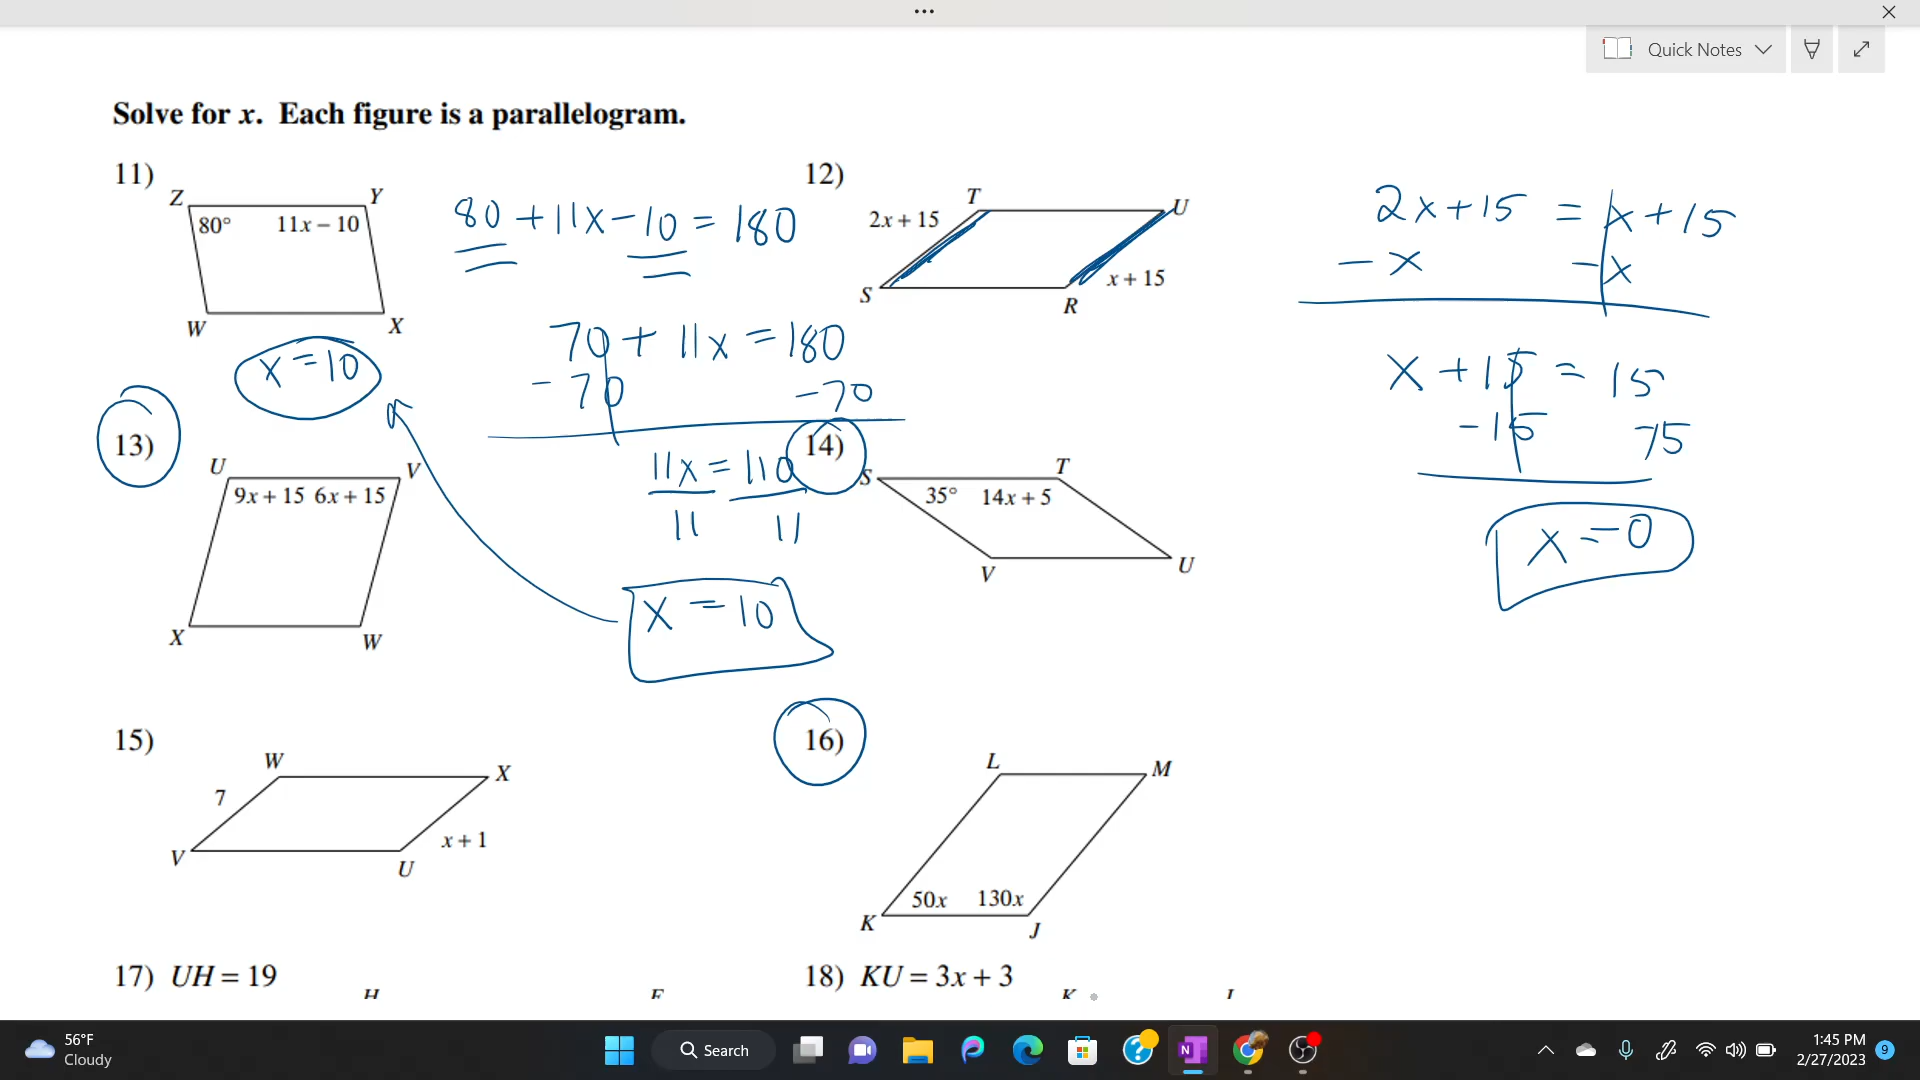 ...
Quick Notes
Solve for x. Each figure is a parallelogram.
11)
Z
Y
80°
11x – 10
W
X
80 + 11x – 10 = 180
70 + 11x = 180
– 70
– 70
11x = 110
11
11
x = 10
x = 10
12)
T
U
2x + 15
S
R
x + 15
2x + 15 = x + 15
– x
– x
x + 15 = 15
– 15
x = 0
13)
U
V
9x + 15
6x + 15
X
W
14)
S
T
35°
14x + 5
V
U
15)
W
X
7
V
U
x + 1
16)
L
M
50x
130x
K
J
17) UH = 19
18) KU = 3x + 3
56°F
Cloudy
Search
1:45 PM
2/27/2023
9